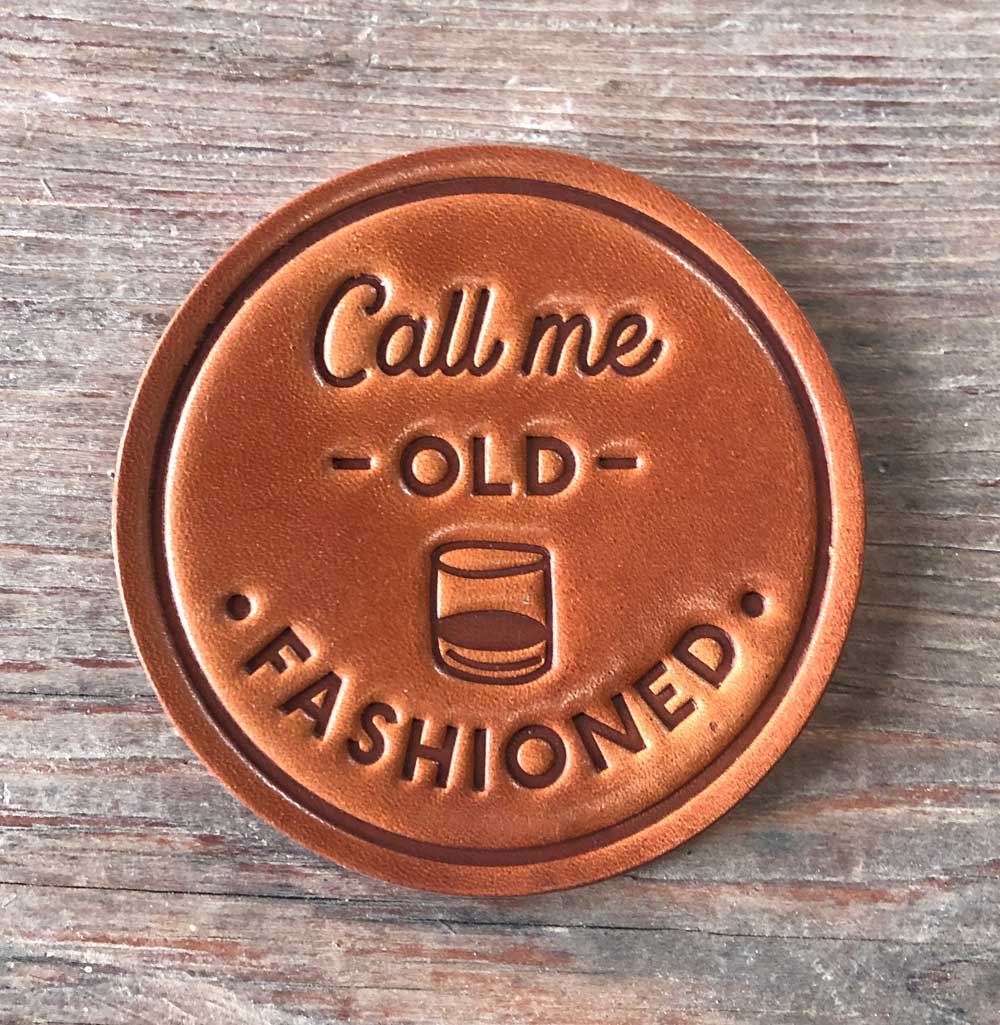 Call me
- OLD -
• FASHIONED •